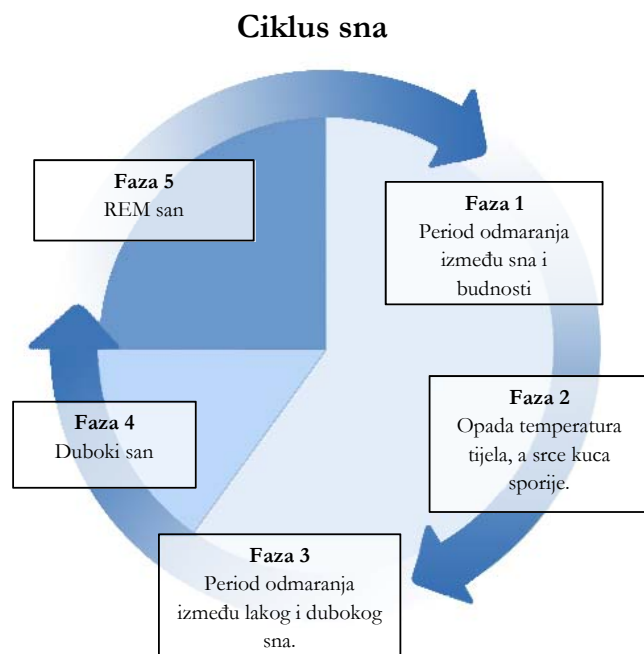 Ciklus sna
Faza 1
Period odmaranja
između sna i
budnosti
Faza 2
Opada temperatura
tijela, a srce kuca
sporije.
Faza 3
Period odmaranja
između lakog i dubokog
sna.
Faza 4
Duboki san
Faza 5
REM san